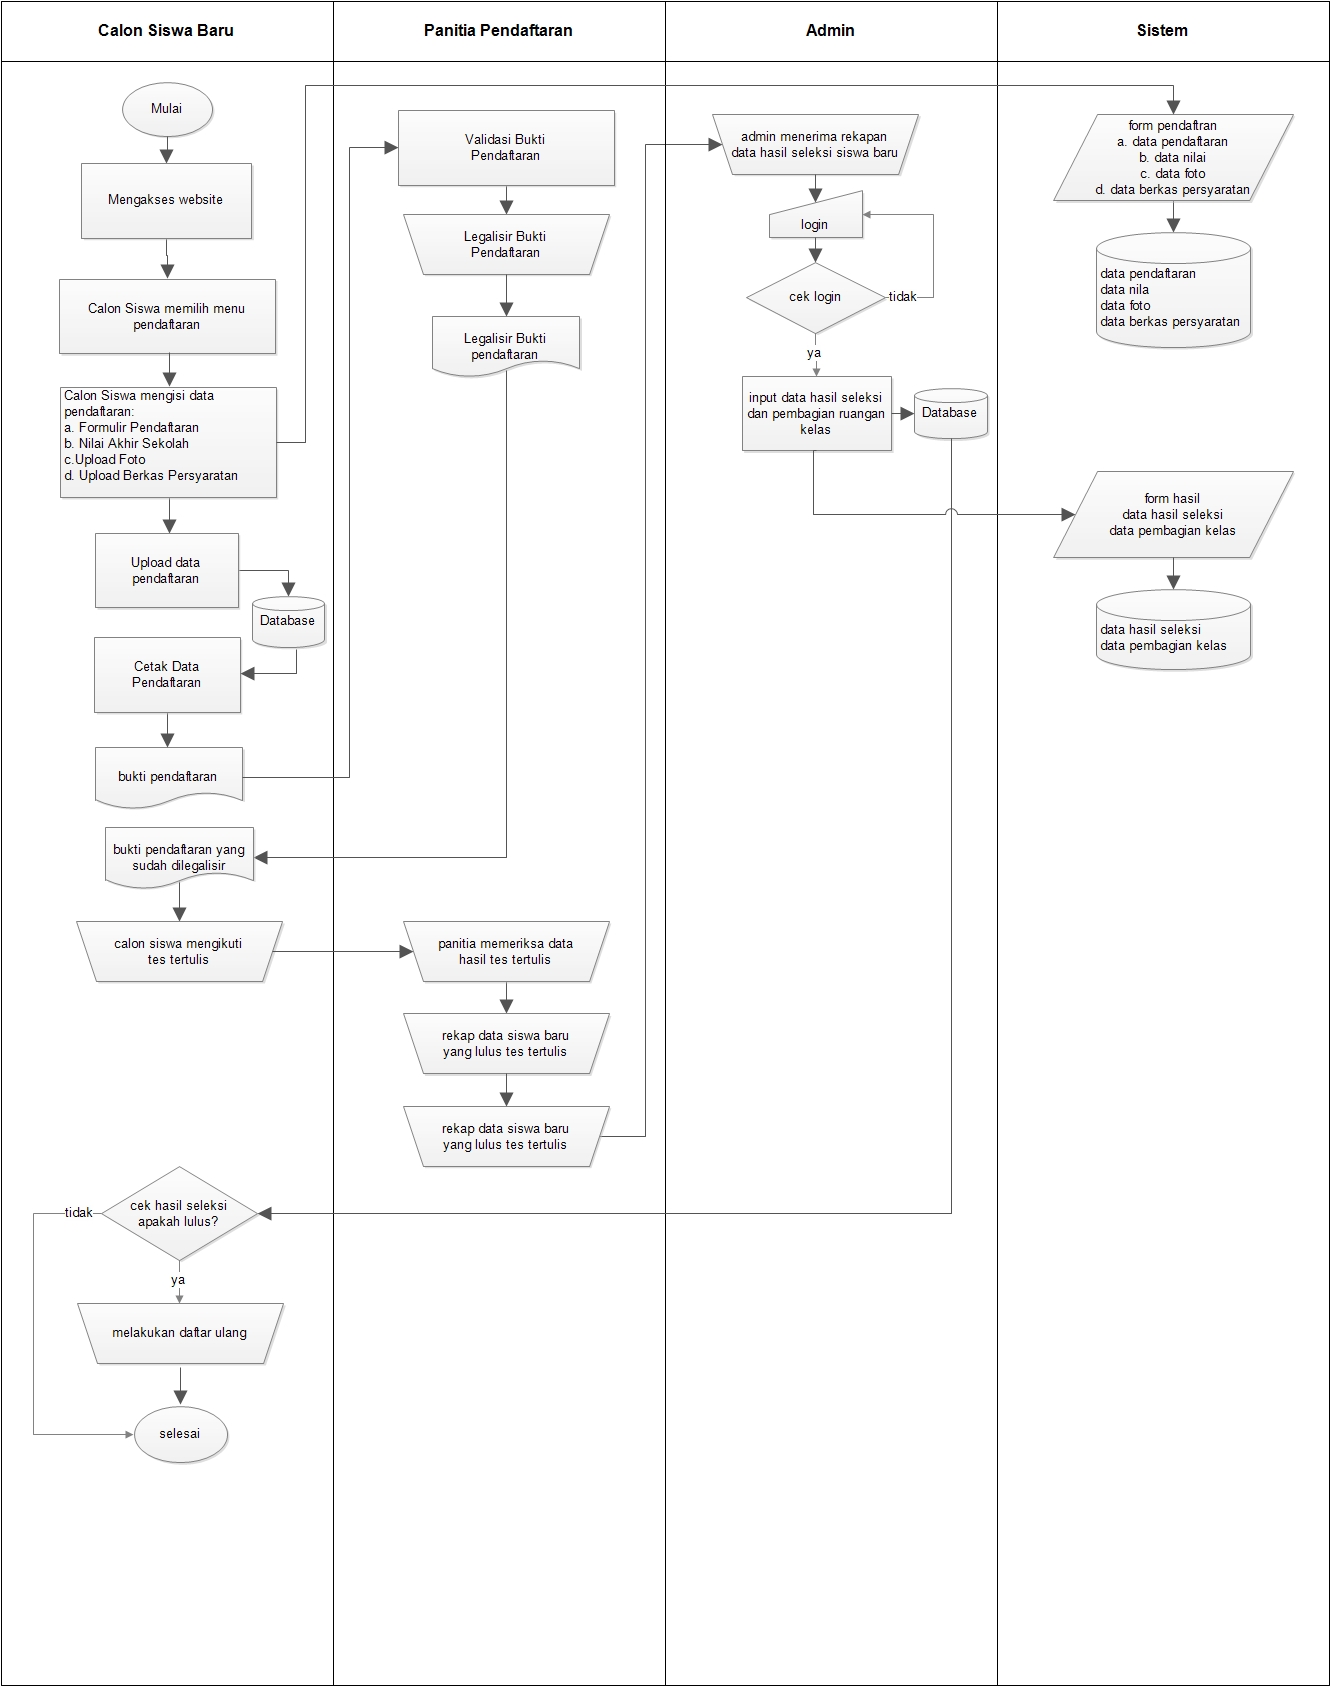 Calon Siswa Baru
Panitia Pendaftaran
Admin
Sistem
Mulai
Mengakses website
Calon Siswa memilih menu
pendaftaran
Calon Siswa mengisi data
pendaftaran:
a. Formulir Pendaftaran
b. Nilai Akhir Sekolah
c.Upload Foto
d. Upload Berkas Persyaratan
Upload data
pendaftaran
Database
Cetak Data
Pendaftaran
bukti pendaftaran
bukti pendaftaran yang
sudah dilegalisir
calon siswa mengikuti
tes tertulis
cek hasil seleksi
apakah lulus?
tidak
ya
melakukan daftar ulang
selesai
Validasi Bukti
Pendaftaran
Legalisir Bukti
Pendaftaran
Legalisir Bukti
pendaftaran
panitia memeriksa data
hasil tes tertulis
rekap data siswa baru
yang lulus tes tertulis
rekap data siswa baru
yang lulus tes tertulis
admin menerima rekapan
data hasil seleksi siswa baru
login
cek login
tidak
ya
input data hasil seleksi
dan pembagian ruangan
kelas
Database
form pendaftran
a. data pendaftaran
b. data nilai
c. data foto
d. data berkas persyaratan
data pendaftaran
data nila
data foto
data berkas persyaratan
form hasil
data hasil seleksi
data pembagian kelas
data hasil seleksi
data pembagian kelas